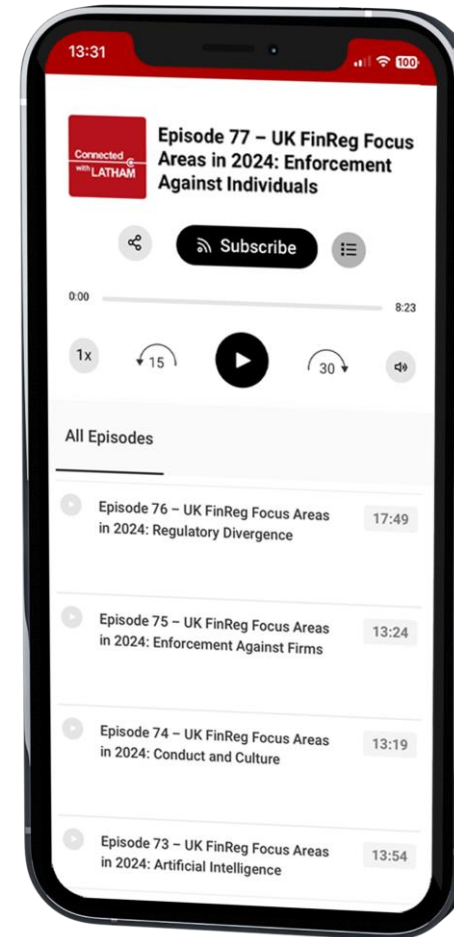 13:31
100
Connected
with LATHAM
Episode 77 – UK FinReg Focus
Areas in 2024: Enforcement
Against Individuals
Subscribe
0:00
8:23
1x
15
30
All Episodes
Episode 76 – UK FinReg Focus Areas
in 2024: Regulatory Divergence
17:49
Episode 75 – UK FinReg Focus Areas
in 2024: Enforcement Against Firms
13:24
Episode 74 – UK FinReg Focus Areas
in 2024: Conduct and Culture
13:19
Episode 73 – UK FinReg Focus Areas
in 2024: Artificial Intelligence
13:54